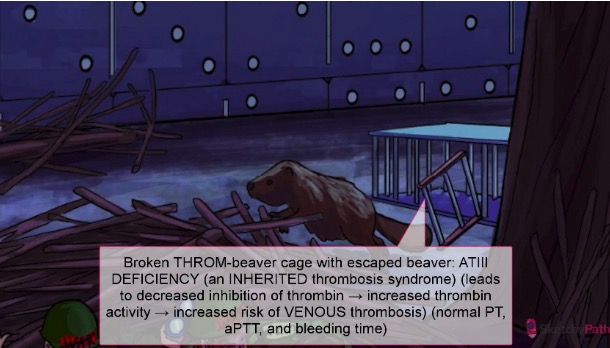 Broken THROM-beaver cage with escaped beaver: ATIII
DEFICIENCY (an INHERITED thrombosis syndrome) (leads
to decreased inhibition of thrombin → increased thrombin
activity → increased risk of VENOUS thrombosis) (normal PT,
aPTT, and bleeding time)
SketchyPath